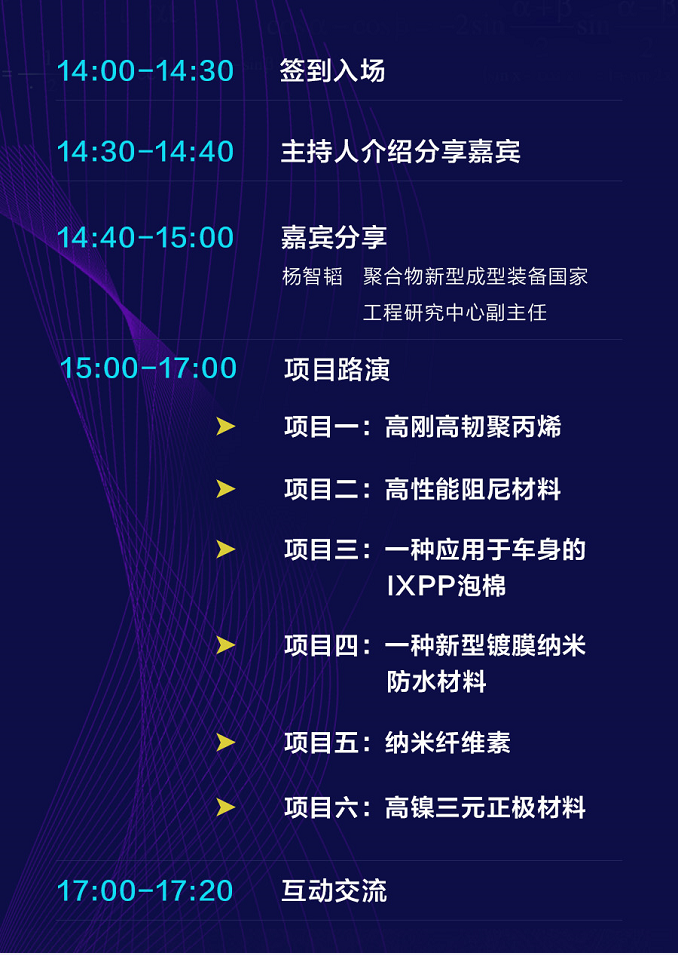 14:00-14:30 签到入场
14:30-14:40 主持人介绍分享嘉宾
14:40-15:00 嘉宾分享
杨智韬 聚合物新型成型装备国家
工程研究中心副主任
15:00-17:00 项目路演
项目一：高刚高韧聚丙烯
项目二：高性能阻尼材料
项目三：一种应用于车身的
IXPP泡棉
项目四：一种新型镀膜纳米
防水材料
项目五：纳米纤维素
项目六：高镍三元正极材料
17:00-17:20 互动交流